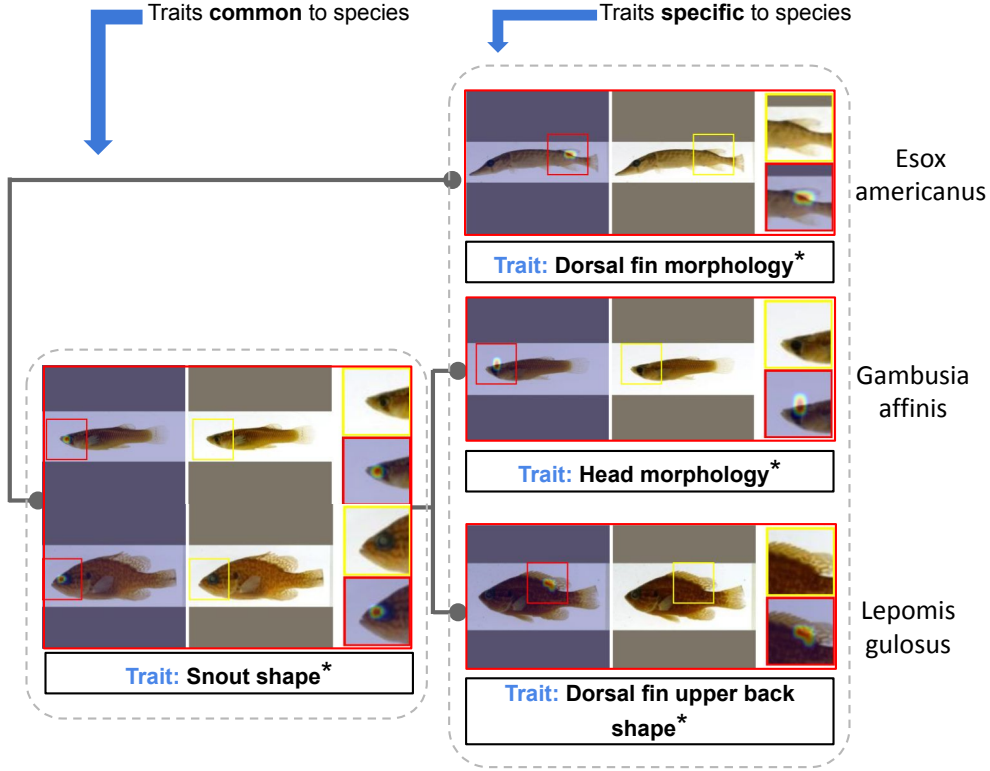 Traits common to species
Traits specific to species
Esox
americanus
Trait: Dorsal fin morphology*
Gambusia
affinis
Trait: Head morphology*
Lepomis
gulosus
Trait: Snout shape*
Trait: Dorsal fin upper back
shape*